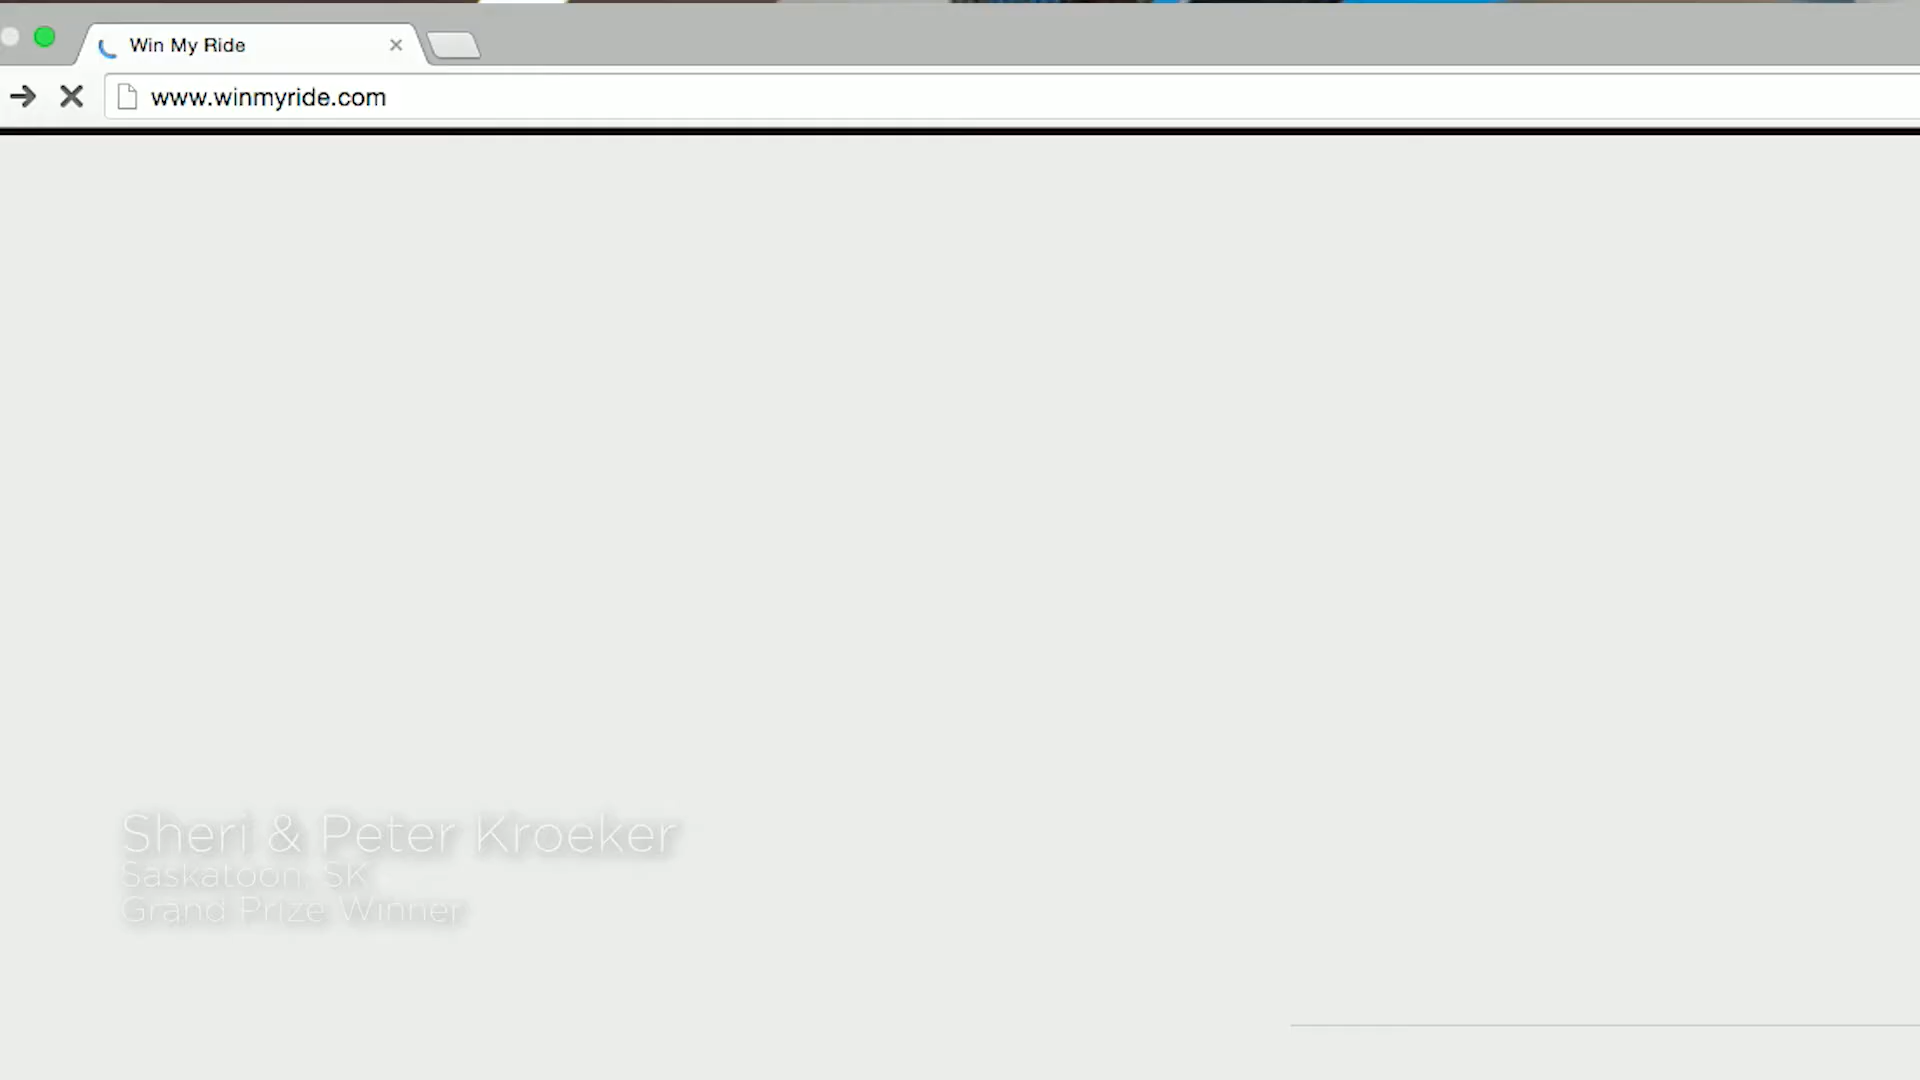 Win My Ride
www.winmyride.com
Sheri & Peter Kroeker
Saskatoon, SK
Grand Prize Winner